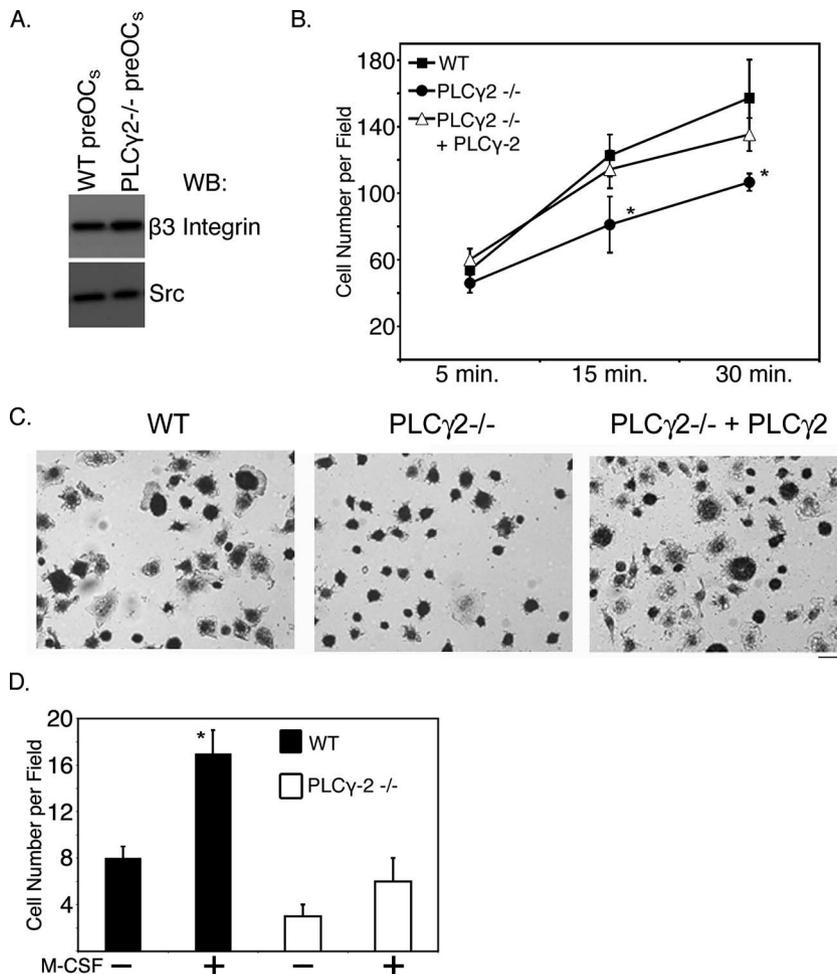 A.
WT preOCs
PLCγ2-/- preOCs
WB:
β3 Integrin
Src
B.
Cell Number per Field
180
140
100
60
20
WT
PLCγ2 -/-
PLCγ2 -/-
+ PLCγ-2
*
*
5 min.
15 min.
30 min.
C.
WT
PLCγ2-/-
PLCγ2-/- + PLCγ2
D.
Cell Number per Field
20
16
12
8
4
*
WT
PLCγ-2 -/-
M-CSF − + − +